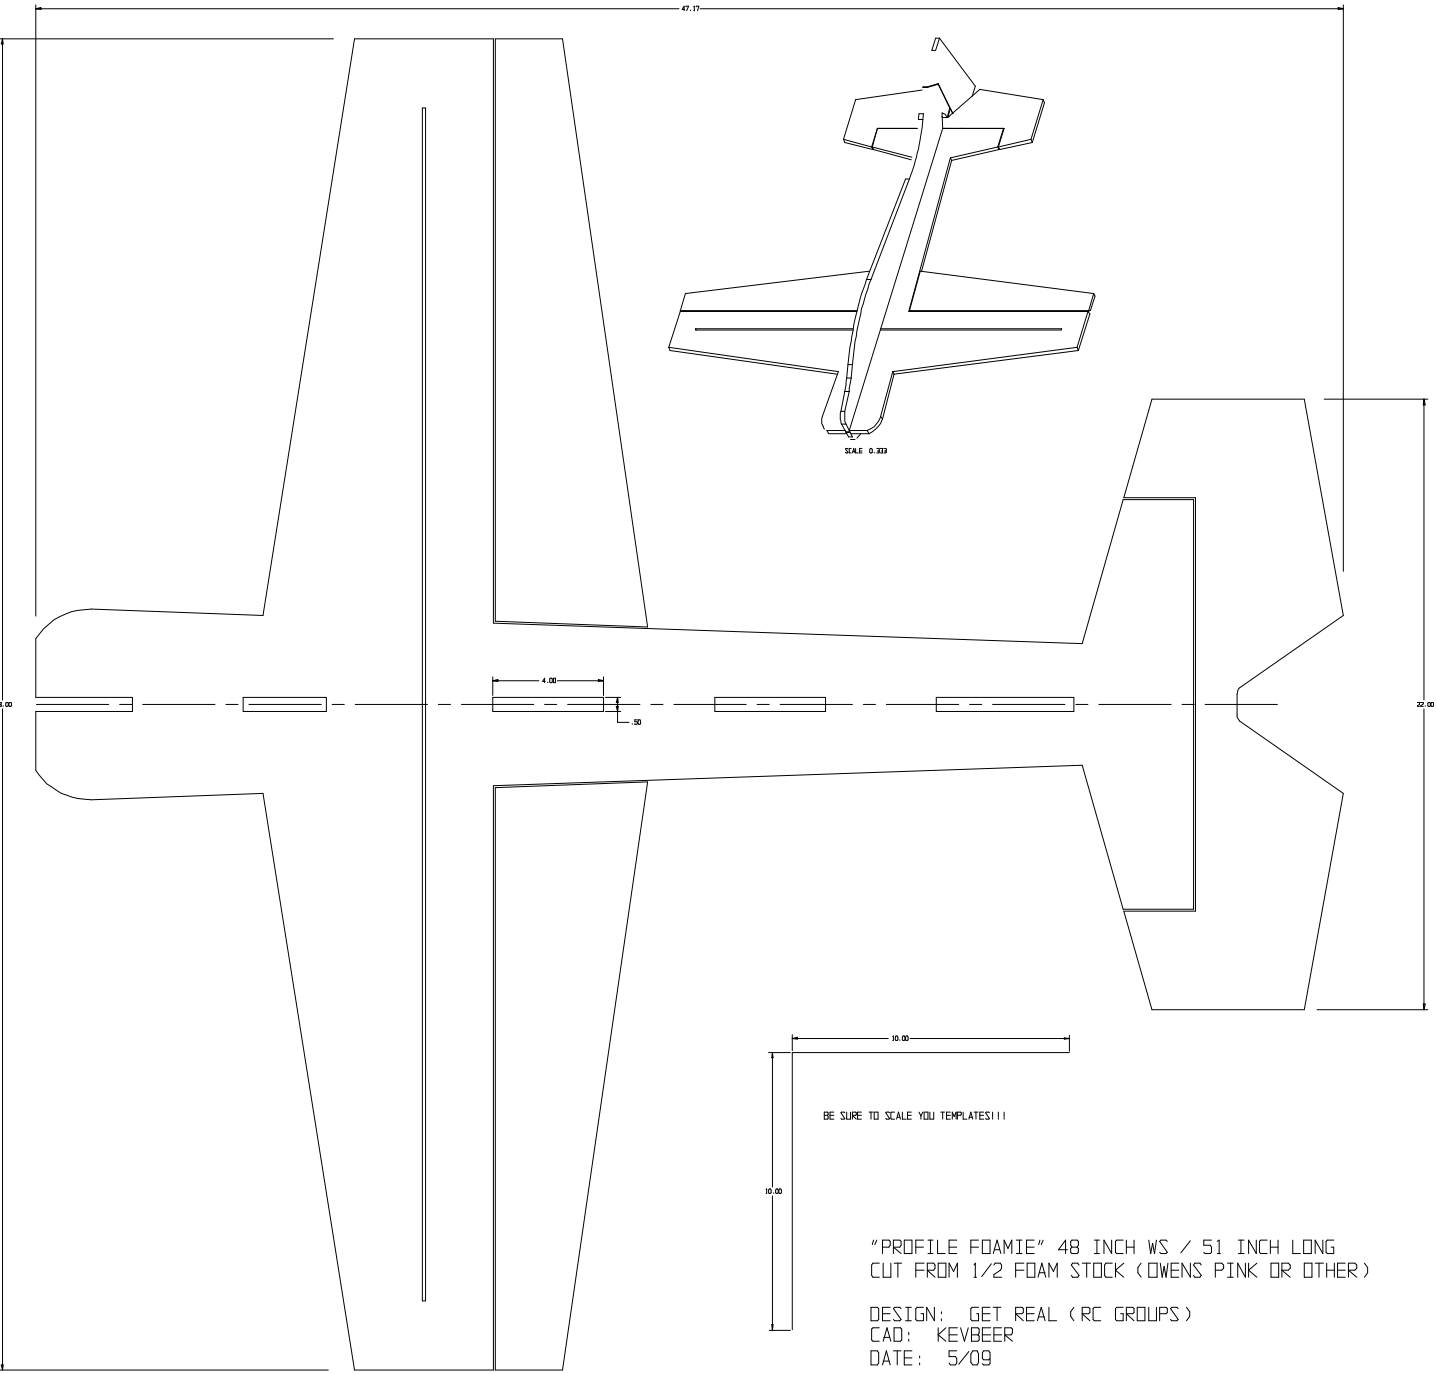 47.17
SCALE 0.333
4.00
.50
8.00
22.00
10.00
BE SURE TO SCALE YOU TEMPLATES!!!
10.00
"PROFILE FOAMIE" 48 INCH WS / 51 INCH LONG
CUT FROM 1/2 FOAM STOCK (OWENS PINK OR OTHER)
DESIGN: GET REAL (RC GROUPS)
CAD: KEVBEER
DATE: 5/09